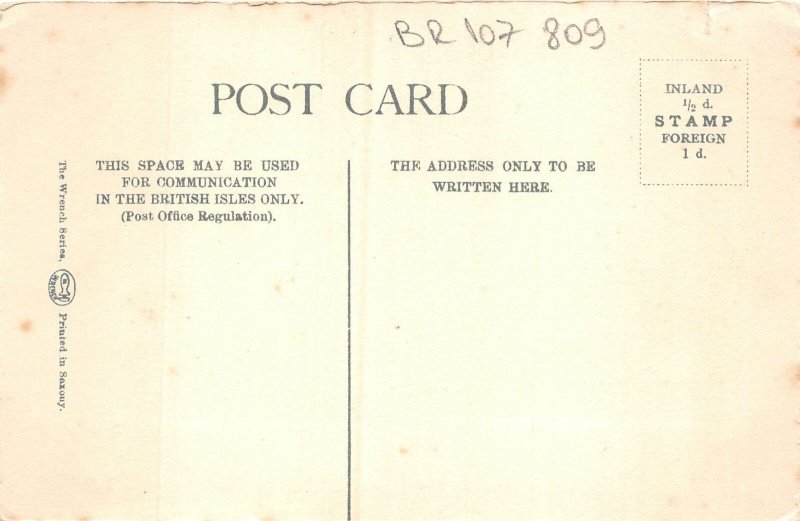 BR 107 809
POST CARD
INLAND
½ d.
STAMP
FOREIGN
1 d.
THIS SPACE MAY BE USED
FOR COMMUNICATION
IN THE BRITISH ISLES ONLY.
(Post Office Regulation).
THE ADDRESS ONLY TO BE
WRITTEN HERE.
The Wrench Series,
WRENCH
Printed in Saxony.